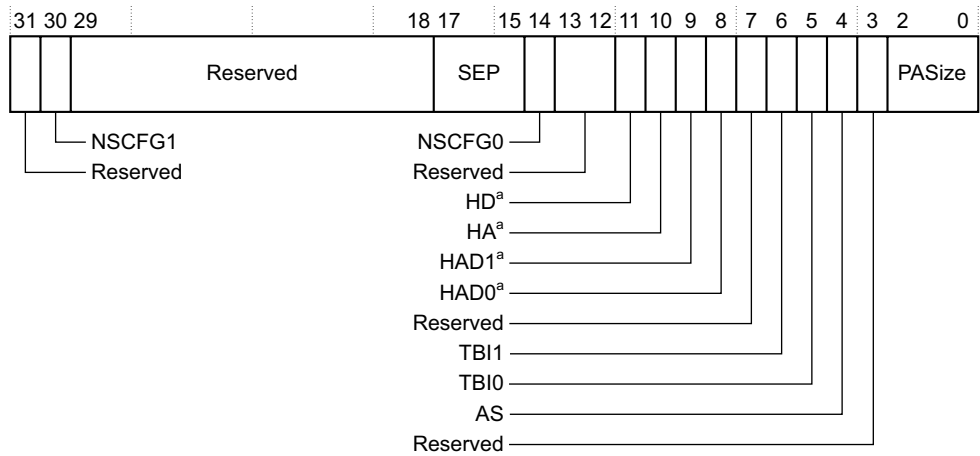 31 30 29 18 17 15 14 13 12 11 10 9 8 7 6 5 4 3 2 0
Reserved SEP PASize
NSCFG1 NSCFG0
Reserved Reserved
HDᵃ
HAᵃ
HAD1ᵃ
HAD0ᵃ
Reserved
TBI1
TBI0
AS
Reserved